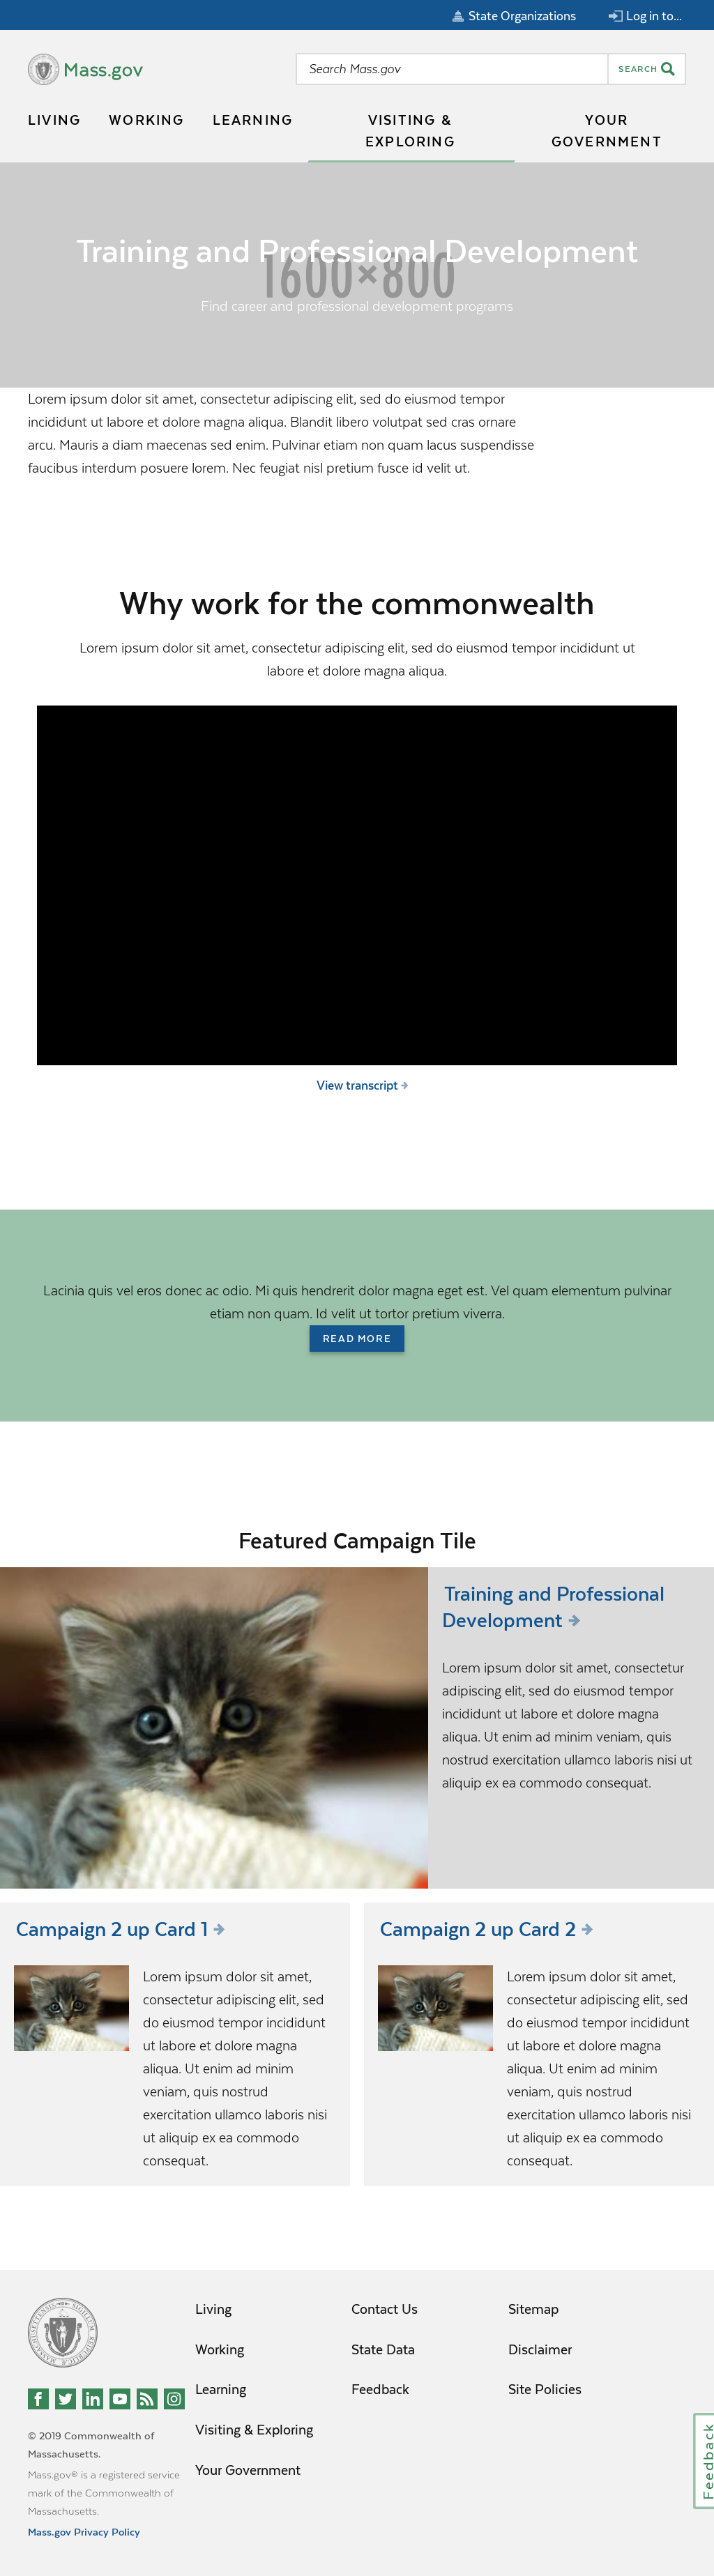 State Organizations
Log in to...
Mass.gov
Search Mass.gov
SEARCH
LIVING
WORKING
LEARNING
VISITING &
EXPLORING
YOUR
GOVERNMENT
1600×800
Training and Professional Development
Find career and professional development programs
Lorem ipsum dolor sit amet, consectetur adipiscing elit, sed do eiusmod tempor
incididunt ut labore et dolore magna aliqua. Blandit libero volutpat sed cras ornare
arcu. Mauris a diam maecenas sed enim. Pulvinar etiam non quam lacus suspendisse
faucibus interdum posuere lorem. Nec feugiat nisl pretium fusce id velit ut.
Why work for the commonwealth
Lorem ipsum dolor sit amet, consectetur adipiscing elit, sed do eiusmod tempor incididunt ut
labore et dolore magna aliqua.
View transcript
Lacinia quis vel eros donec ac odio. Mi quis hendrerit dolor magna eget est. Vel quam elementum pulvinar
etiam non quam. Id velit ut tortor pretium viverra.
READ MORE
Featured Campaign Tile
Training and Professional
Development
Lorem ipsum dolor sit amet, consectetur
adipiscing elit, sed do eiusmod tempor
incididunt ut labore et dolore magna
aliqua. Ut enim ad minim veniam, quis
nostrud exercitation ullamco laboris nisi ut
aliquip ex ea commodo consequat.
Campaign 2 up Card 1
Lorem ipsum dolor sit amet,
consectetur adipiscing elit, sed
do eiusmod tempor incididunt
ut labore et dolore magna
aliqua. Ut enim ad minim
veniam, quis nostrud
exercitation ullamco laboris nisi
ut aliquip ex ea commodo
consequat.
Campaign 2 up Card 2
Lorem ipsum dolor sit amet,
consectetur adipiscing elit, sed
do eiusmod tempor incididunt
ut labore et dolore magna
aliqua. Ut enim ad minim
veniam, quis nostrud
exercitation ullamco laboris nisi
ut aliquip ex ea commodo
consequat.
© 2019 Commonwealth of
Massachusetts.
Mass.gov® is a registered service
mark of the Commonwealth of
Massachusetts.
Mass.gov Privacy Policy
Living
Working
Learning
Visiting & Exploring
Your Government
Contact Us
State Data
Feedback
Sitemap
Disclaimer
Site Policies
Feedback